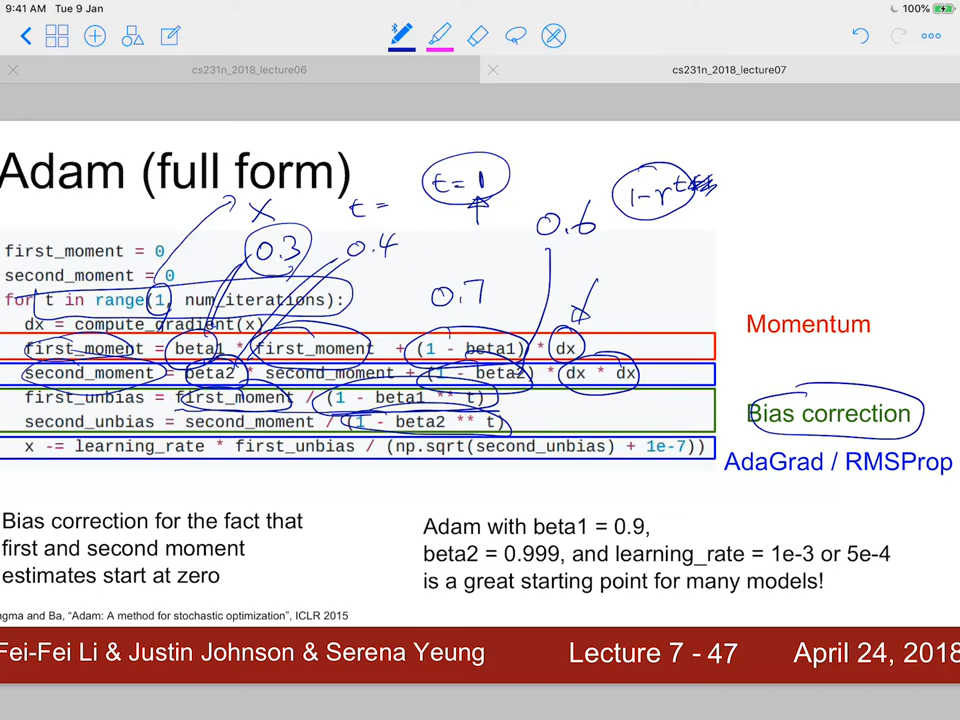 9:41 AM Tue 9 Jan
100%
cs231n_2018_lecture06
cs231n_2018_lecture07
Adam (full form)
t = 1
1-r^t
x
t =
0.3
0.4
0.6
0.7
first_moment = 0
second_moment = 0
for t in range(1, num_iterations):
dx = compute_gradient(x)
first_moment = beta1 * first_moment + (1 - beta1) * dx
second_moment = beta2 * second_moment + (1 - beta2) * dx * dx
first_unbias = first_moment / (1 - beta1 ** t)
second_unbias = second_moment / (1 - beta2 ** t)
x -= learning_rate * first_unbias / (np.sqrt(second_unbias) + 1e-7))
Momentum
Bias correction
AdaGrad / RMSProp
Bias correction for the fact that
first and second moment
estimates start at zero
Adam with beta1 = 0.9,
beta2 = 0.999, and learning_rate = 1e-3 or 5e-4
is a great starting point for many models!
ngma and Ba, "Adam: A method for stochastic optimization", ICLR 2015
Fei-Fei Li & Justin Johnson & Serena Yeung
Lecture 7 - 47
April 24, 2018